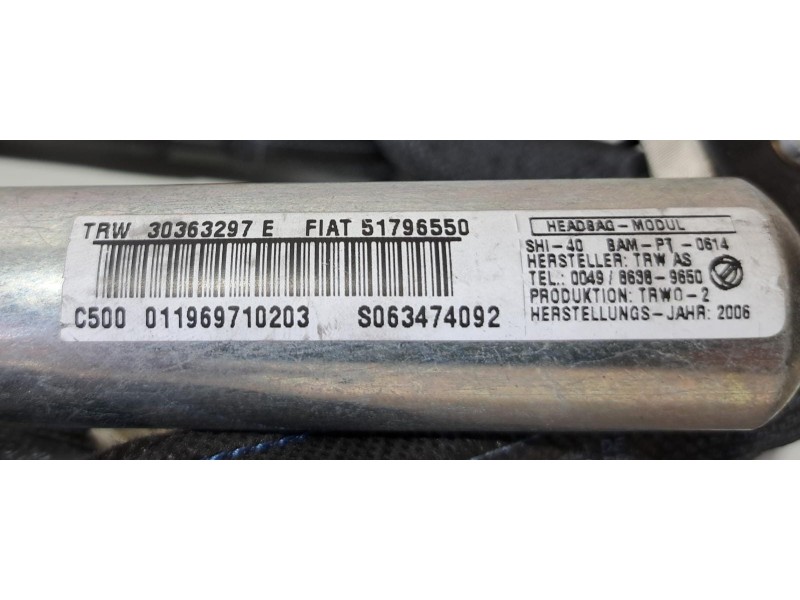 TRW 30363297 E FIAT 51796550
C500 011969710203 S063474092
HEADBAG-MODUL
SHI-40 BAM-PT-0614
HERSTELLER: TRW AS
TEL.: 0049/8638-9650
PRODUKTION: TRWO-2
HERSTELLUNGS-JAHR: 2006